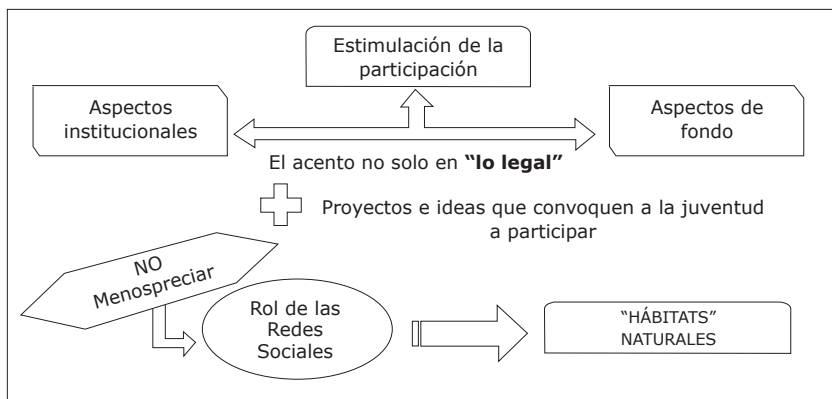 Estimulación de la
participación
Aspectos
institucionales
Aspectos de
fondo
El acento no solo en “lo legal”
Proyectos e ideas que convoquen a la juventud
a participar
NO
Menospreciar
Rol de las
Redes
Sociales
“HÁBITATS”
NATURALES